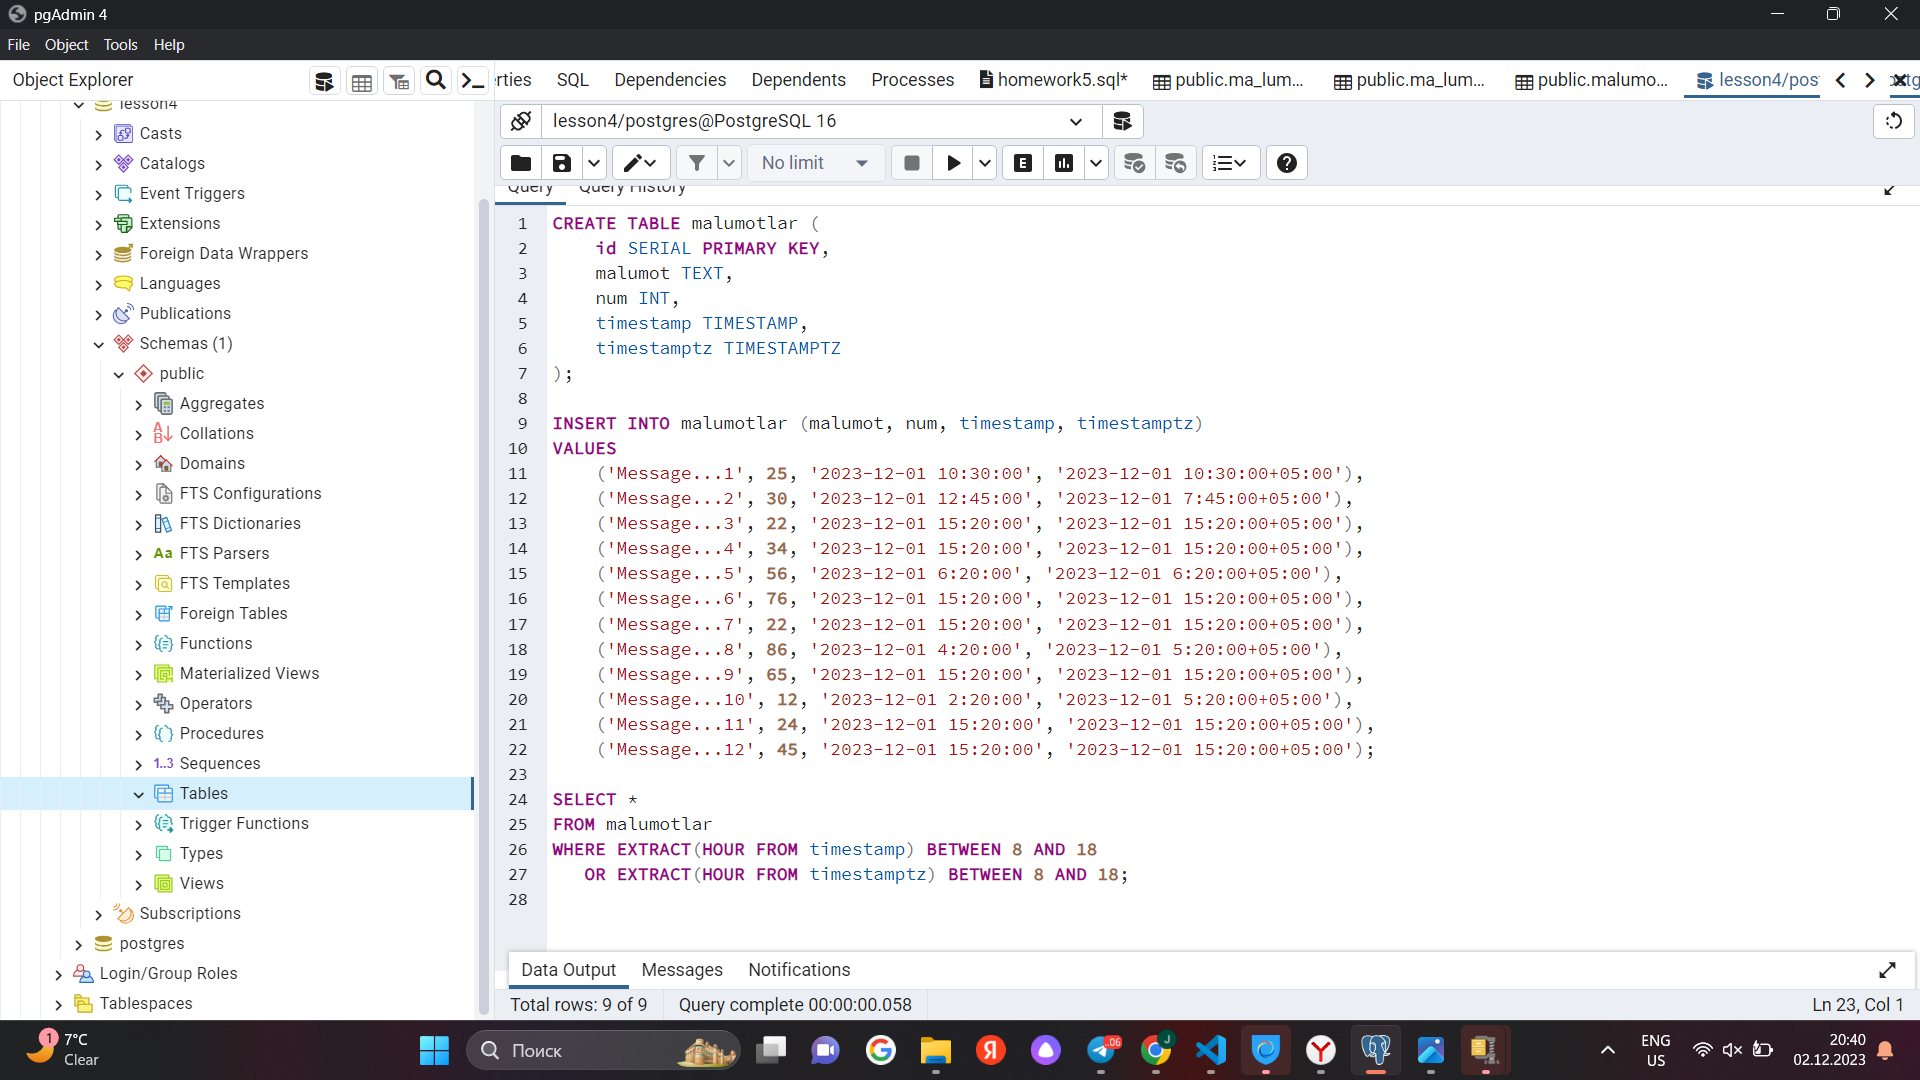 pgAdmin 4
File Object Tools Help
Object Explorer
erties SQL Dependencies Dependents Processes homework5.sql* public.ma_lum... public.ma_lum... public.malumo... lesson4/pos
lesson4
Casts
Catalogs
Event Triggers
Extensions
Foreign Data Wrappers
Languages
Publications
Schemas (1)
public
Aggregates
Collations
Domains
FTS Configurations
FTS Dictionaries
Aa FTS Parsers
FTS Templates
Foreign Tables
Functions
Materialized Views
Operators
Procedures
1..3 Sequences
Tables
Trigger Functions
Types
Views
Subscriptions
postgres
Login/Group Roles
Tablespaces
lesson4/postgres@PostgreSQL 16
No limit
E
Query Query History
1 CREATE TABLE malumotlar (
2 id SERIAL PRIMARY KEY,
3 malumot TEXT,
4 num INT,
5 timestamp TIMESTAMP,
6 timestamptz TIMESTAMPTZ
7 );
8
9 INSERT INTO malumotlar (malumot, num, timestamp, timestamptz)
10 VALUES
11 ('Message...1', 25, '2023-12-01 10:30:00', '2023-12-01 10:30:00+05:00'),
12 ('Message...2', 30, '2023-12-01 12:45:00', '2023-12-01 7:45:00+05:00'),
13 ('Message...3', 22, '2023-12-01 15:20:00', '2023-12-01 15:20:00+05:00'),
14 ('Message...4', 34, '2023-12-01 15:20:00', '2023-12-01 15:20:00+05:00'),
15 ('Message...5', 56, '2023-12-01 6:20:00', '2023-12-01 6:20:00+05:00'),
16 ('Message...6', 76, '2023-12-01 15:20:00', '2023-12-01 15:20:00+05:00'),
17 ('Message...7', 22, '2023-12-01 15:20:00', '2023-12-01 15:20:00+05:00'),
18 ('Message...8', 86, '2023-12-01 4:20:00', '2023-12-01 5:20:00+05:00'),
19 ('Message...9', 65, '2023-12-01 15:20:00', '2023-12-01 15:20:00+05:00'),
20 ('Message...10', 12, '2023-12-01 2:20:00', '2023-12-01 5:20:00+05:00'),
21 ('Message...11', 24, '2023-12-01 15:20:00', '2023-12-01 15:20:00+05:00'),
22 ('Message...12', 45, '2023-12-01 15:20:00', '2023-12-01 15:20:00+05:00');
23
24 SELECT *
25 FROM malumotlar
26 WHERE EXTRACT(HOUR FROM timestamp) BETWEEN 8 AND 18
27 OR EXTRACT(HOUR FROM timestamptz) BETWEEN 8 AND 18;
28
Data Output Messages Notifications
Total rows: 9 of 9 Query complete 00:00:00.058 Ln 23, Col 1
1 7°C
Clear
Поиск
ENG
US
20:40
02.12.2023